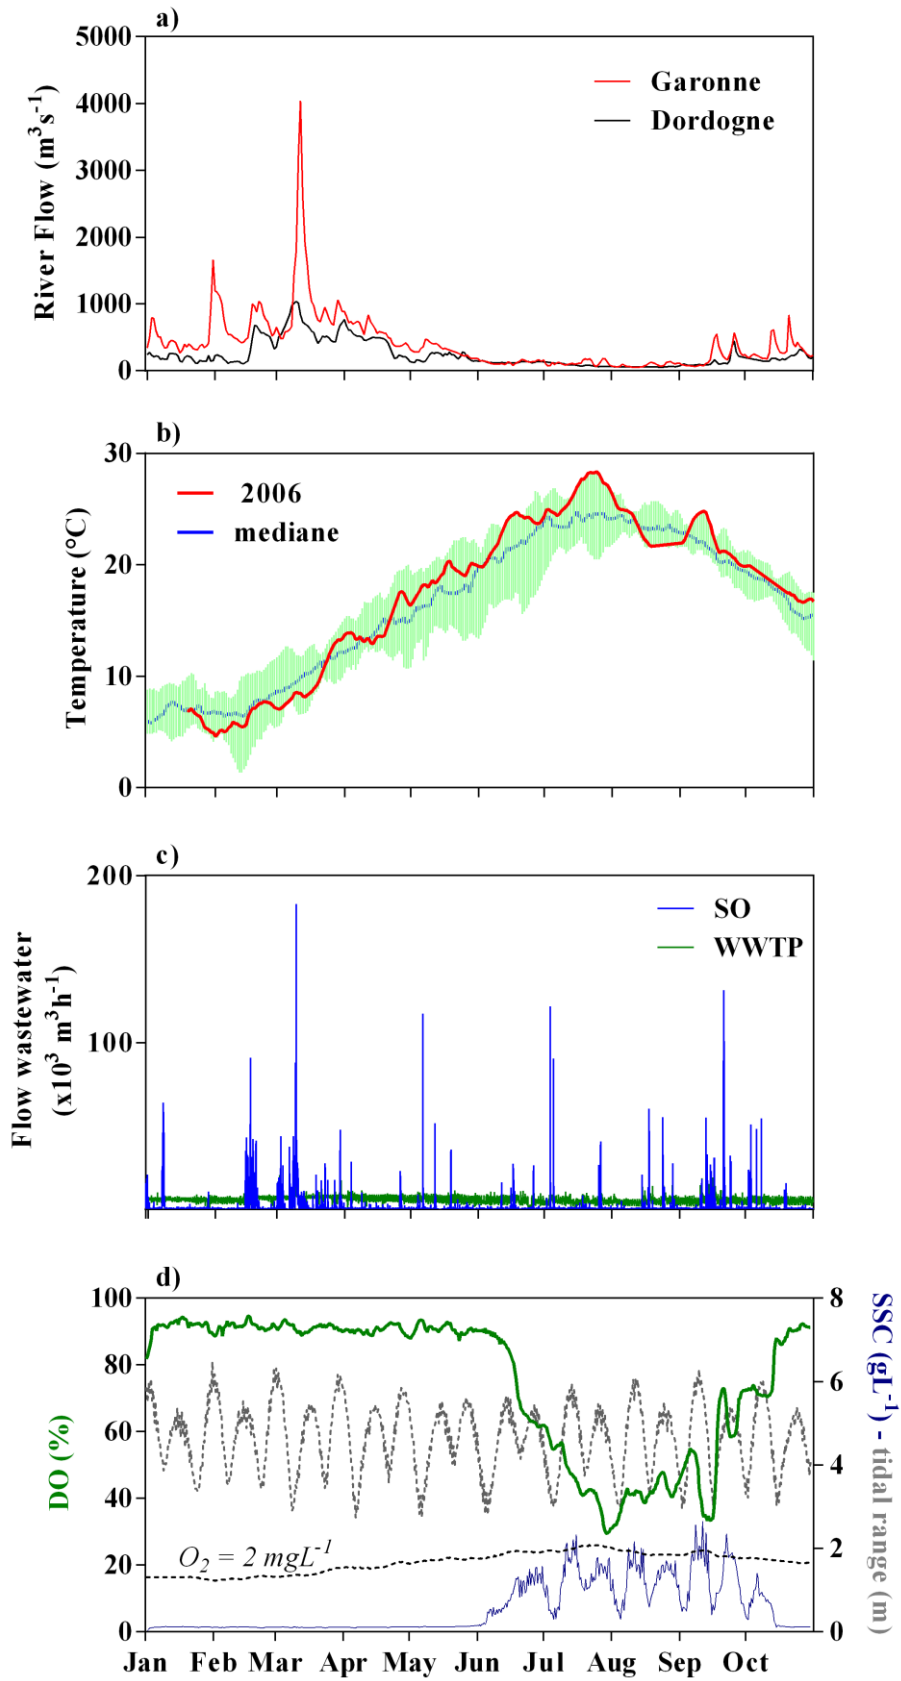 a)
5000
4000
3000
2000
1000
0
River Flow (m³s⁻¹)
Garonne
Dordogne
b)
30
20
10
0
Temperature (°C)
2006
mediane
c)
200
100
Flow wastewater
(x10³ m³h⁻¹)
SO
WWTP
d)
100
80
60
40
20
0
DO (%)
O₂ = 2 mgL⁻¹
8
6
4
2
0
SSC (gL⁻¹) - tidal range (m)
Jan Feb Mar Apr May Jun Jul Aug Sep Oct